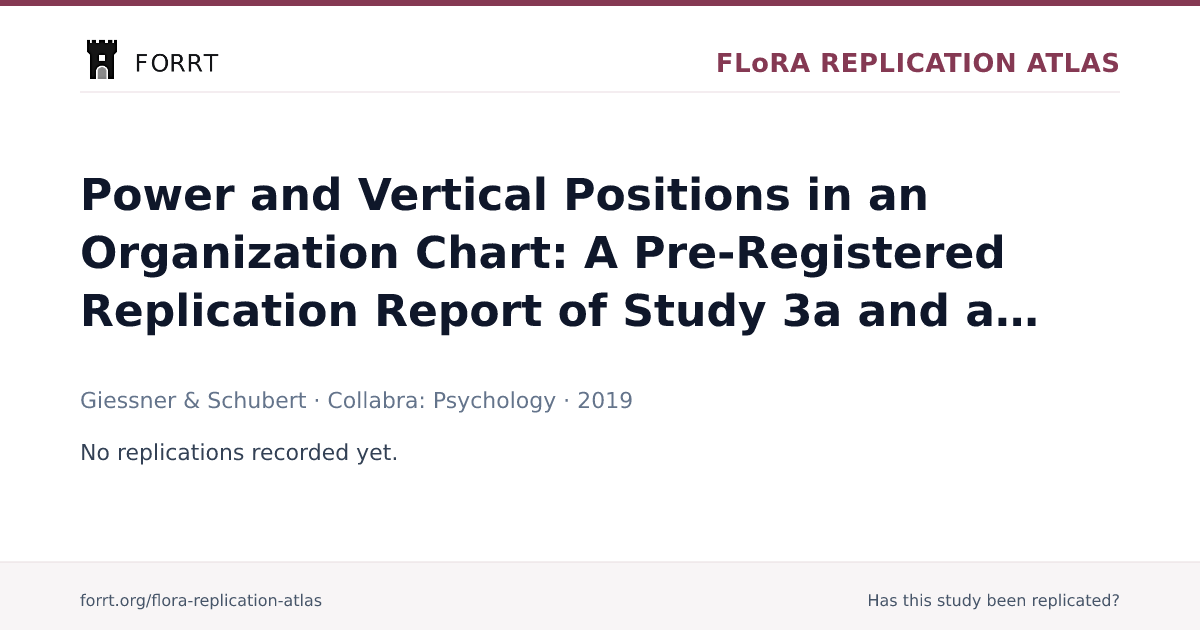 FORRT
FLoRA REPLICATION ATLAS
Power and Vertical Positions in an
Organization Chart: A Pre-Registered
Replication Report of Study 3a and a…
Giessner & Schubert · Collabra: Psychology · 2019
No replications recorded yet.
forrt.org/flora-replication-atlas
Has this study been replicated?